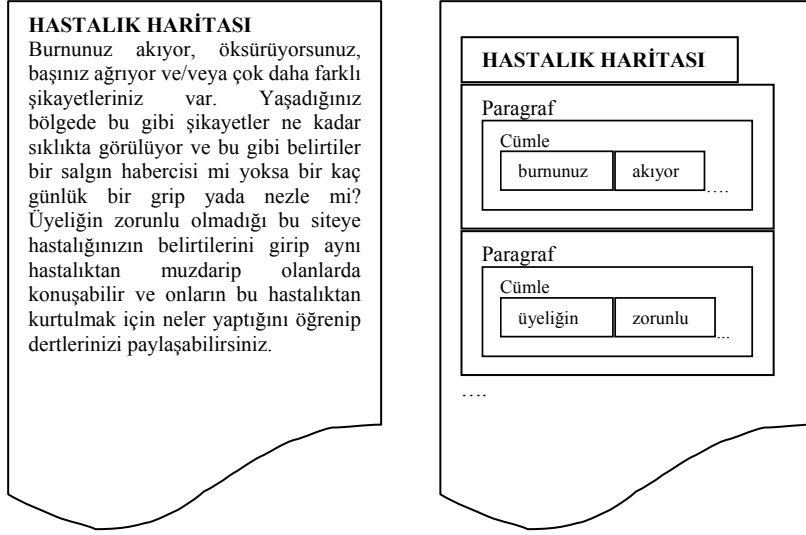 HASTALIK HARİTASI
Burnunuz akıyor, öksürüyorsunuz,
başınız ağrıyor ve/veya çok daha farklı
şikayetleriniz var. Yaşadığınız
bölgede bu gibi şikayetler ne kadar
sıklıkta görülüyor ve bu gibi belirtiler
bir salgın habercisi mi yoksa bir kaç
günlük bir grip yada nezle mi?
Üyeliğin zorunlu olmadığı bu siteye
hastalığınızın belirtilerini girip aynı
hastalıktan muzdarip olanlarda
konuşabilir ve onların bu hastalıktan
kurtulmak için neler yaptığını öğrenip
dertlerinizi paylaşabilirsiniz.
HASTALIK HARİTASI
Paragraf
Cümle
burnunuz akıyor ….
Paragraf
Cümle
üyeliğin zorunlu ...
….